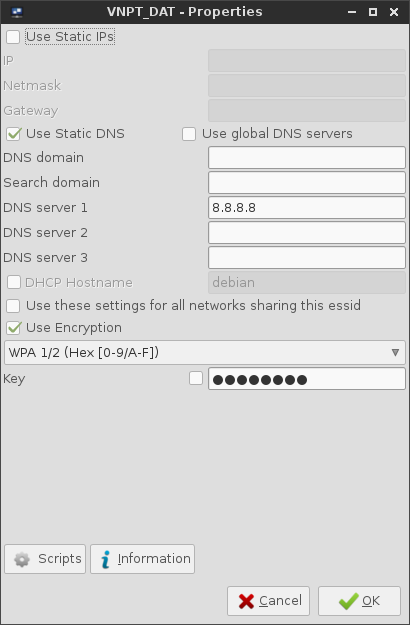 VNPT_DAT - Properties
Use Static IPs
IP
Netmask
Gateway
Use Static DNS Use global DNS servers
DNS domain
Search domain
DNS server 1 8.8.8.8
DNS server 2
DNS server 3
DHCP Hostname debian
Use these settings for all networks sharing this essid
Use Encryption
WPA 1/2 (Hex [0-9/A-F])
Key ●●●●●●●●
Scripts Information
Cancel OK